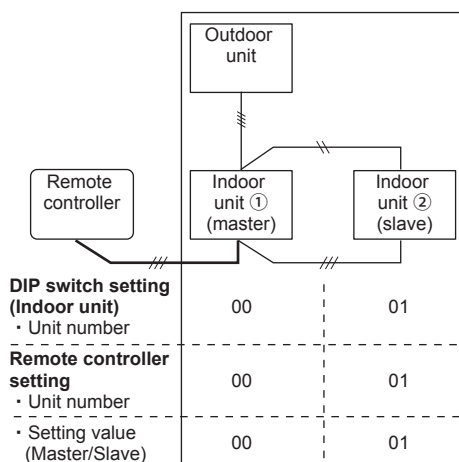 Outdoor
unit
Remote
controller
Indoor
unit ①
(master)
Indoor
unit ②
(slave)
DIP switch setting
(Indoor unit)
・Unit number
00
01
Remote controller
setting
・Unit number
00
01
・Setting value
(Master/Slave)
00
01